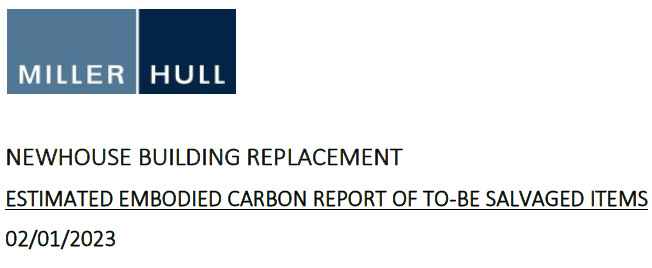 MILLER HULL
NEWHOUSE BUILDING REPLACEMENT
ESTIMATED EMBODIED CARBON REPORT OF TO-BE SALVAGED ITEMS
02/01/2023